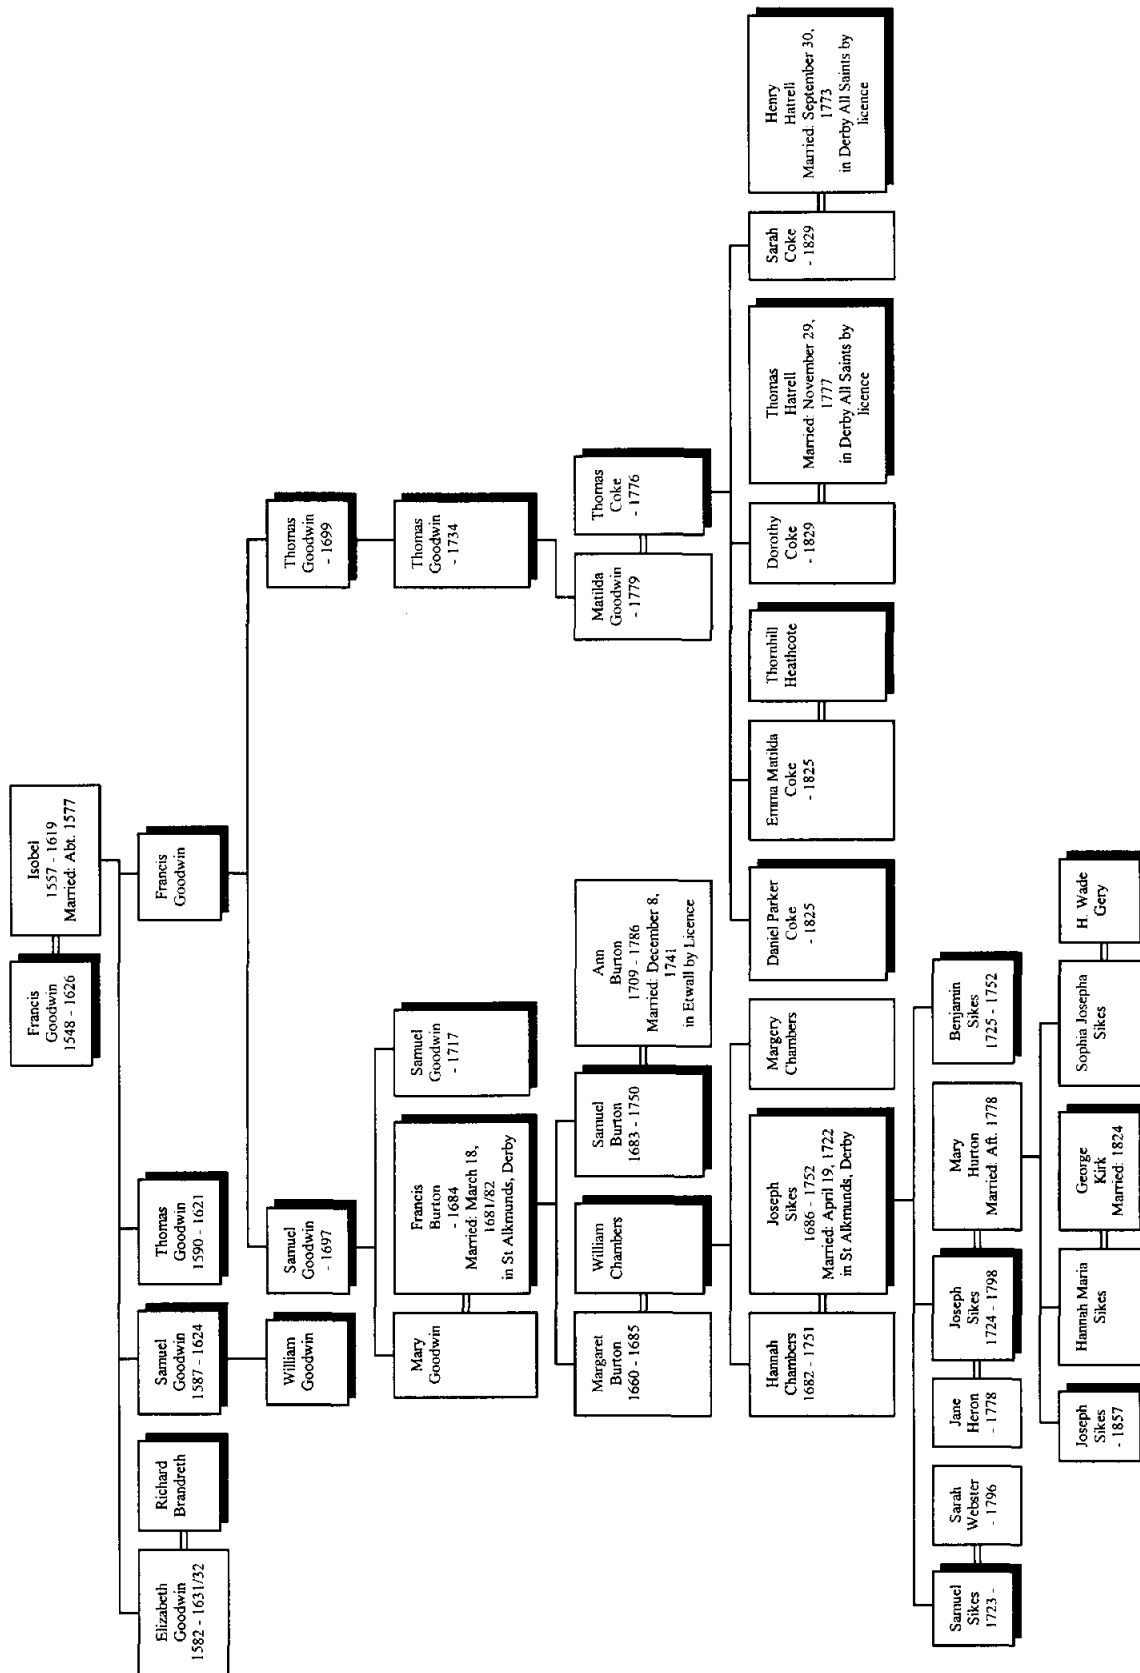 Francis
Goodwin
1548 - 1626
Isobel
1557 - 1619
Married: Abt. 1577
Elizabeth
Goodwin
1582 - 1631/32
Richard
Brandreth
Samuel
Goodwin
1587 - 1624
Thomas
Goodwin
1590 - 1621
Francis
Goodwin
William
Goodwin
Samuel
Goodwin
- 1697
Thomas
Goodwin
- 1699
Mary
Goodwin
Francis
Burton
- 1684
Married: March 18,
1681/82
in St Alkmunds, Derby
Samuel
Goodwin
- 1717
Thomas
Goodwin
- 1734
Margaret
Burton
1660 - 1685
William
Chambers
Samuel
Burton
1683 - 1750
Ann
Burton
1709 - 1786
Married: December 8,
1741
in Etwall by Licence
Matilda
Goodwin
- 1779
Thomas
Coke
- 1776
Hannah
Chambers
1682 - 1751
Joseph
Sikes
1686 - 1752
Married: April 19, 1722
in St Alkmunds, Derby
Margery
Chambers
Daniel Parker
Coke
- 1825
Emma Matilda
Coke
- 1825
Thornhill
Heathcote
Dorothy
Coke
- 1829
Thomas
Hatrell
Married: November 29,
1777
in Derby All Saints by
licence
Sarah
Coke
- 1829
Henry
Hatrell
Married: September 30,
1773
in Derby All Saints by
licence
Samuel
Sikes
1723 -
Sarah
Webster
- 1796
Jane
Heron
- 1778
Joseph
Sikes
1724 - 1798
Mary
Hurton
Married: Aft. 1778
Benjamin
Sikes
1725 - 1752
Joseph
Sikes
- 1857
Hannah Maria
Sikes
George
Kirk
Married: 1824
Sophia Josepha
Sikes
H. Wade
Gery